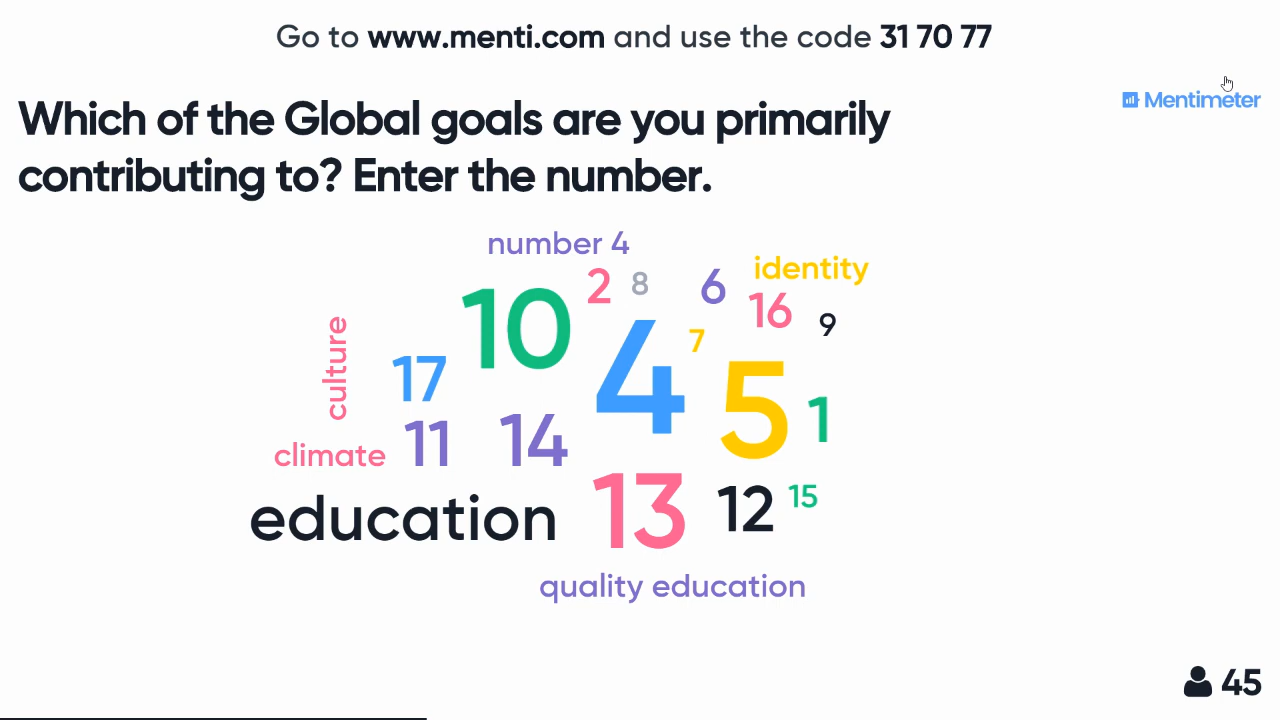 Go to www.menti.com and use the code 31 70 77
Mentimeter
Which of the Global goals are you primarily
contributing to? Enter the number.
number 4
identity
2
8
6
16
9
10
7
4
culture
17
5
1
11
14
climate
education
13
12
15
quality education
45